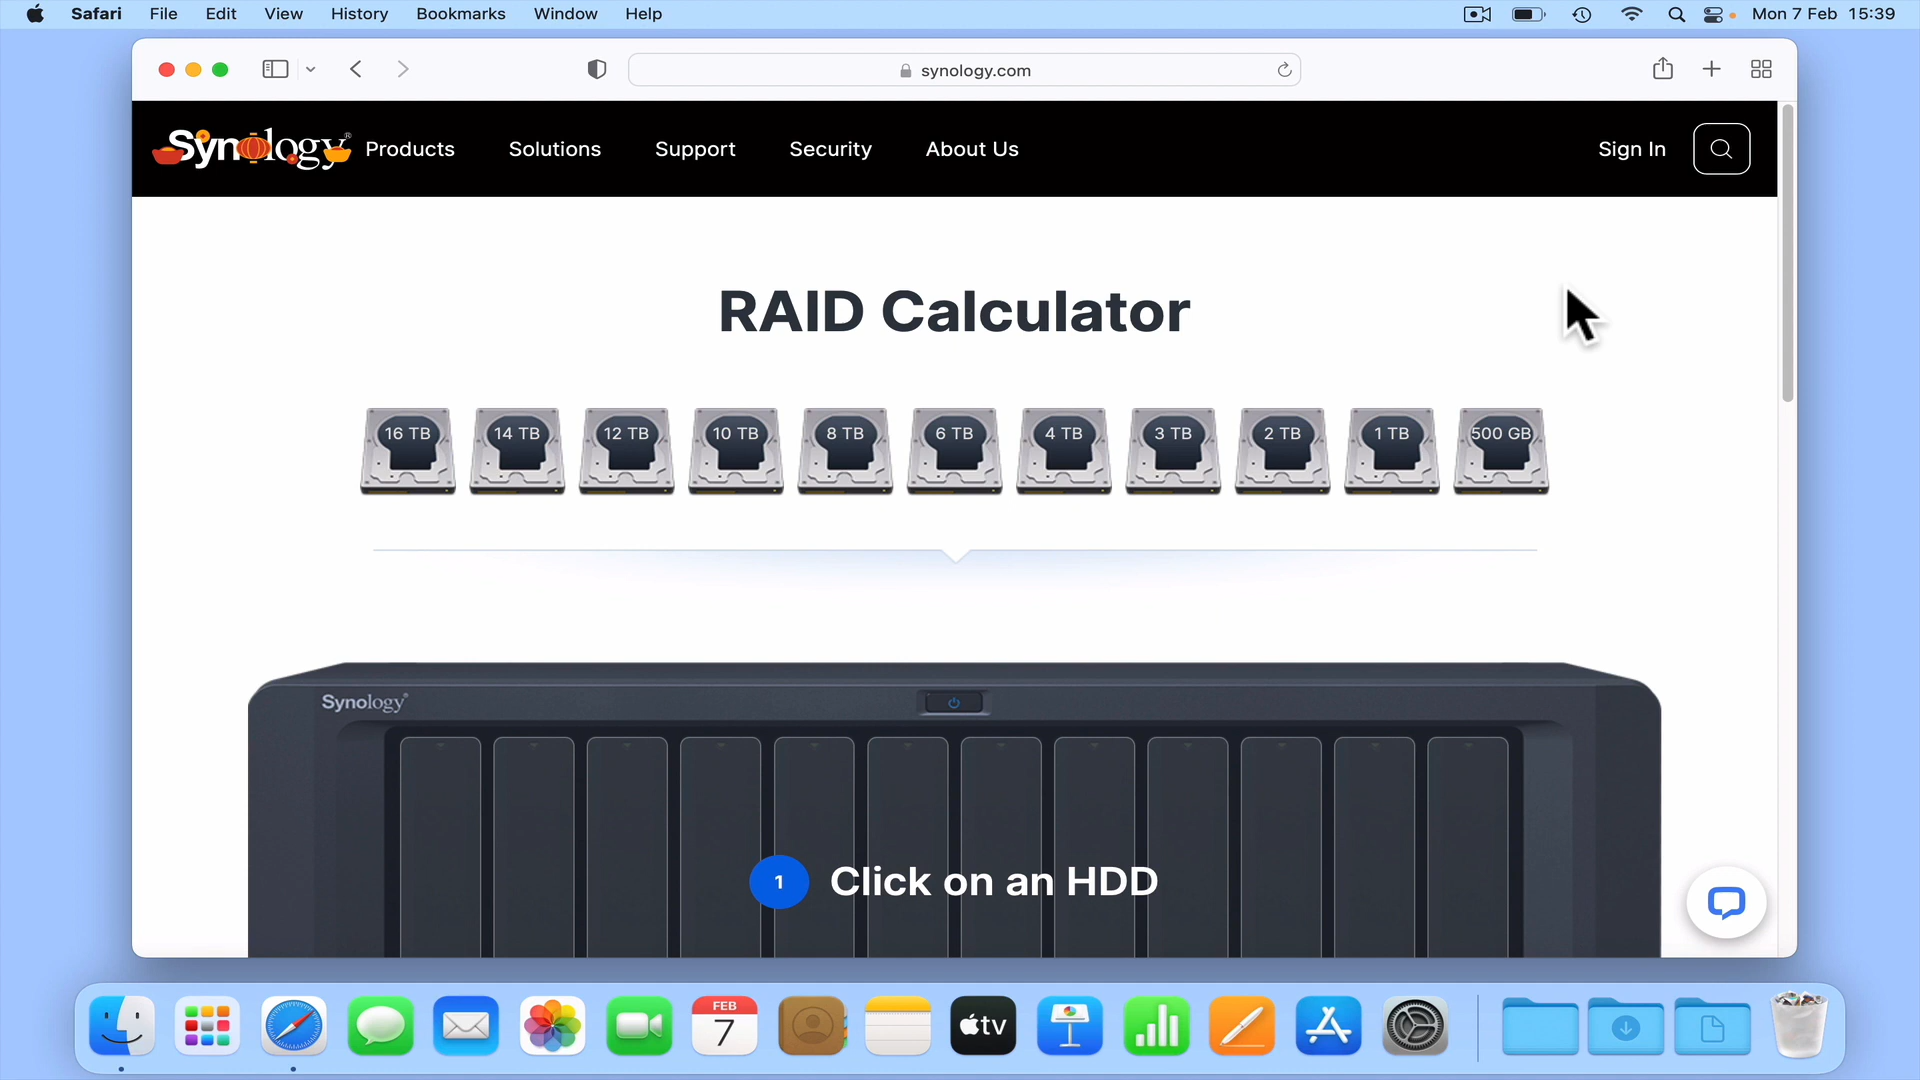 Safari File Edit View History Bookmarks Window Help Mon 7 Feb 15:39
synology.com
Synology® Products Solutions Support Security About Us Sign In
RAID Calculator
16 TB 14 TB 12 TB 10 TB 8 TB 6 TB 4 TB 3 TB 2 TB 1 TB 500 GB
Synology®
1 Click on an HDD
FEB
7
tv